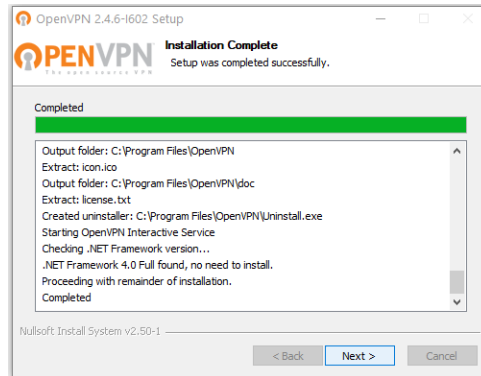 OpenVPN 2.4.6-I602 Setup
OPENVPN
The open source VPN
Installation Complete
Setup was completed successfully.
Completed
Output folder: C:\Program Files\OpenVPN
Extract: icon.ico
Output folder: C:\Program Files\OpenVPN\doc
Extract: license.txt
Created uninstaller: C:\Program Files\OpenVPN\Uninstall.exe
Starting OpenVPN Interactive Service
Checking .NET Framework version...
.NET Framework 4.0 Full found, no need to install.
Proceeding with remainder of installation.
Completed
Nullsoft Install System v2.50-1
< Back Next > Cancel